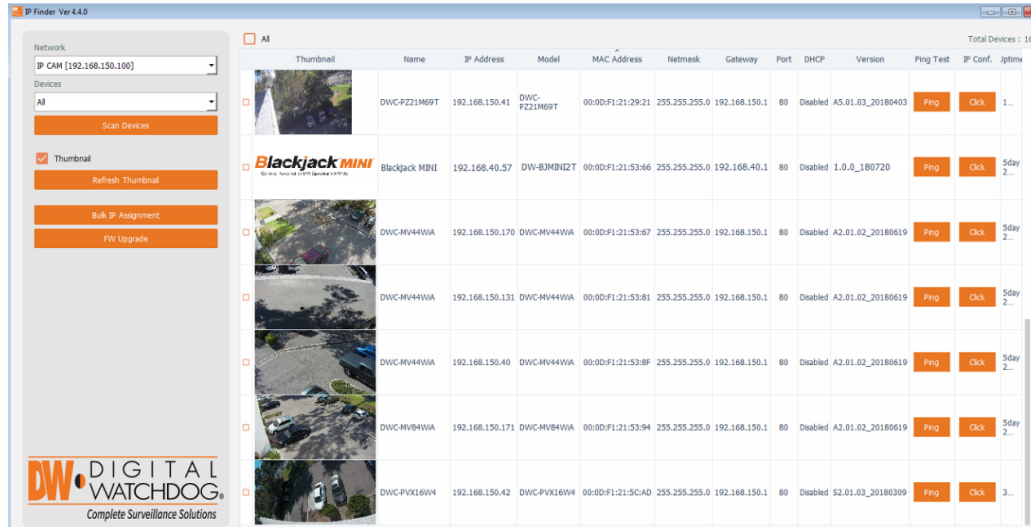 IP Finder Ver 4.4.0
Network
IP CAM [192.168.150.100]
Devices
All
Scan Devices
Thumbnail
Refresh Thumbnail
Bulk IP Assignment
FW Upgrade
DW DIGITAL
WATCHDOG®
Complete Surveillance Solutions
All Total Devices : 16
Thumbnail Name IP Address Model MAC Address Netmask Gateway Port DHCP Version Ping Test IP Conf. Jptime
DWC-PZ21M69T 192.168.150.41 DWC-PZ21M69T 00:0D:F1:21:29:21 255.255.255.0 192.168.150.1 80 Disabled A5.01.03_20180403 Ping Click 1...
Blackjack MINI Blackjack MINI 192.168.40.57 DW-BJMINI2T 00:0D:F1:21:53:66 255.255.255.0 192.168.40.1 80 Disabled 1.0.0_180720 Ping Click 5day 2...
DWC-MV44WiA 192.168.150.170 DWC-MV44WiA 00:0D:F1:21:53:67 255.255.255.0 192.168.150.1 80 Disabled A2.01.02_20180619 Ping Click 5day 2...
DWC-MV44WiA 192.168.150.131 DWC-MV44WiA 00:0D:F1:21:53:81 255.255.255.0 192.168.150.1 80 Disabled A2.01.02_20180619 Ping Click 5day 2...
DWC-MV44WiA 192.168.150.40 DWC-MV44WiA 00:0D:F1:21:53:8F 255.255.255.0 192.168.150.1 80 Disabled A2.01.02_20180619 Ping Click 5day 2...
DWC-MV84WiA 192.168.150.171 DWC-MV84WiA 00:0D:F1:21:53:94 255.255.255.0 192.168.150.1 80 Disabled A2.01.02_20180619 Ping Click 5day 2...
DWC-PVX16W4 192.168.150.42 DWC-PVX16W4 00:0D:F1:21:5C:AD 255.255.255.0 192.168.150.1 80 Disabled S2.01.03_20180309 Ping Click 3...